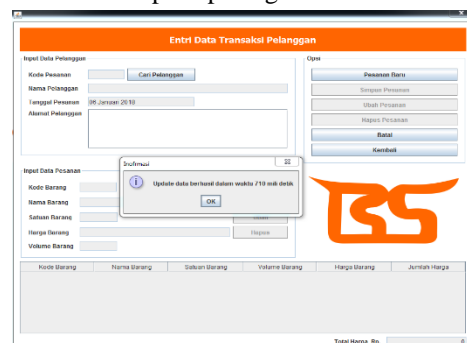 Entri Data Transaksi Pelanggan
Input Data Pelanggan
Kode Pesanan
Cari Pelanggan
Nama Pelanggan
Tanggal Pesanan
06 Januari 2018
Alamat Pelanggan
Opsi
Pesanan Baru
Simpan Pesanan
Ubah Pesanan
Hapus Pesanan
Batal
Kembali
Informasi
Update data berhasil dalam waktu 710 mili detik
OK
Input Data Pesanan
Kode Barang
Nama Barang
Satuan Barang
Harga Barang
Hapus
Volume Barang
BS
Kode Barang Nama Barang Satuan Barang Volume Barang Harga Barang Jumlah Harga
Total Harga Rp. 0